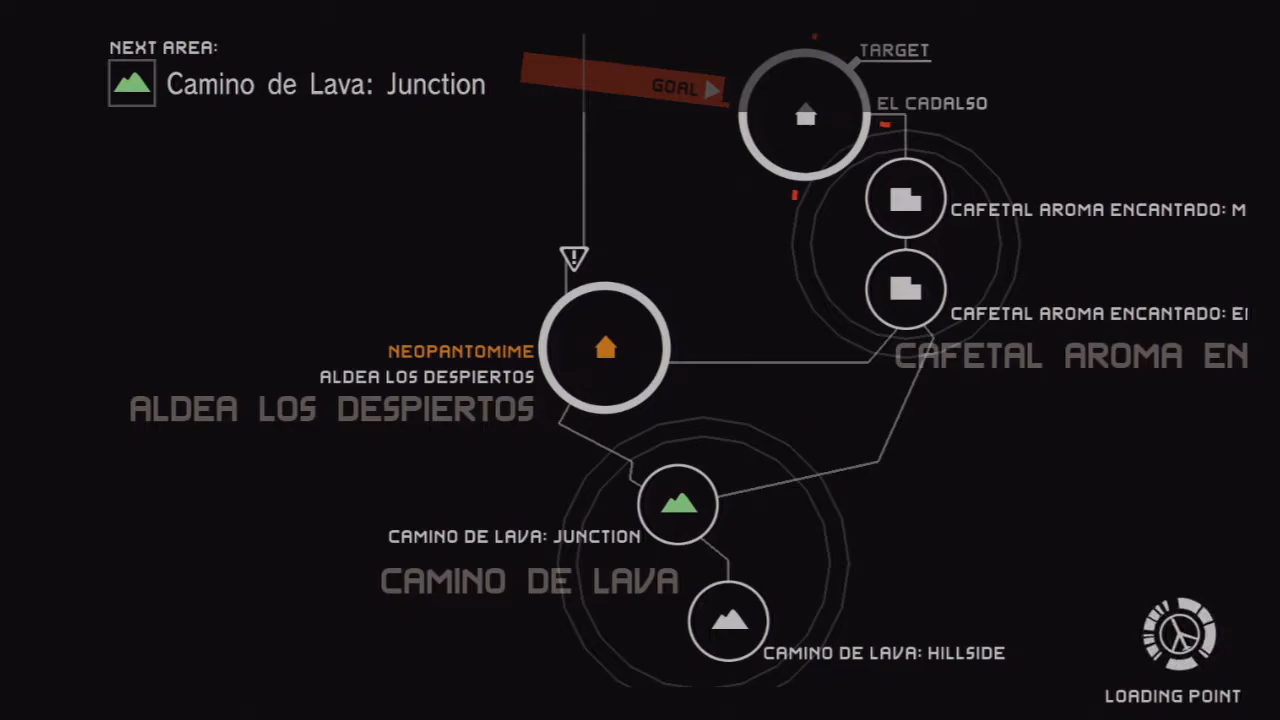 NEXT AREA:
Camino de Lava: Junction
TARGET
GOAL
EL CADALSO
CAFETAL AROMA ENCANTADO: M
CAFETAL AROMA ENCANTADO: E
CAFETAL AROMA EN
NEOPANTOMIME
ALDEA LOS DESPIERTOS
ALDEA LOS DESPIERTOS
CAMINO DE LAVA: JUNCTION
CAMINO DE LAVA
CAMINO DE LAVA: HILLSIDE
LOADING POINT